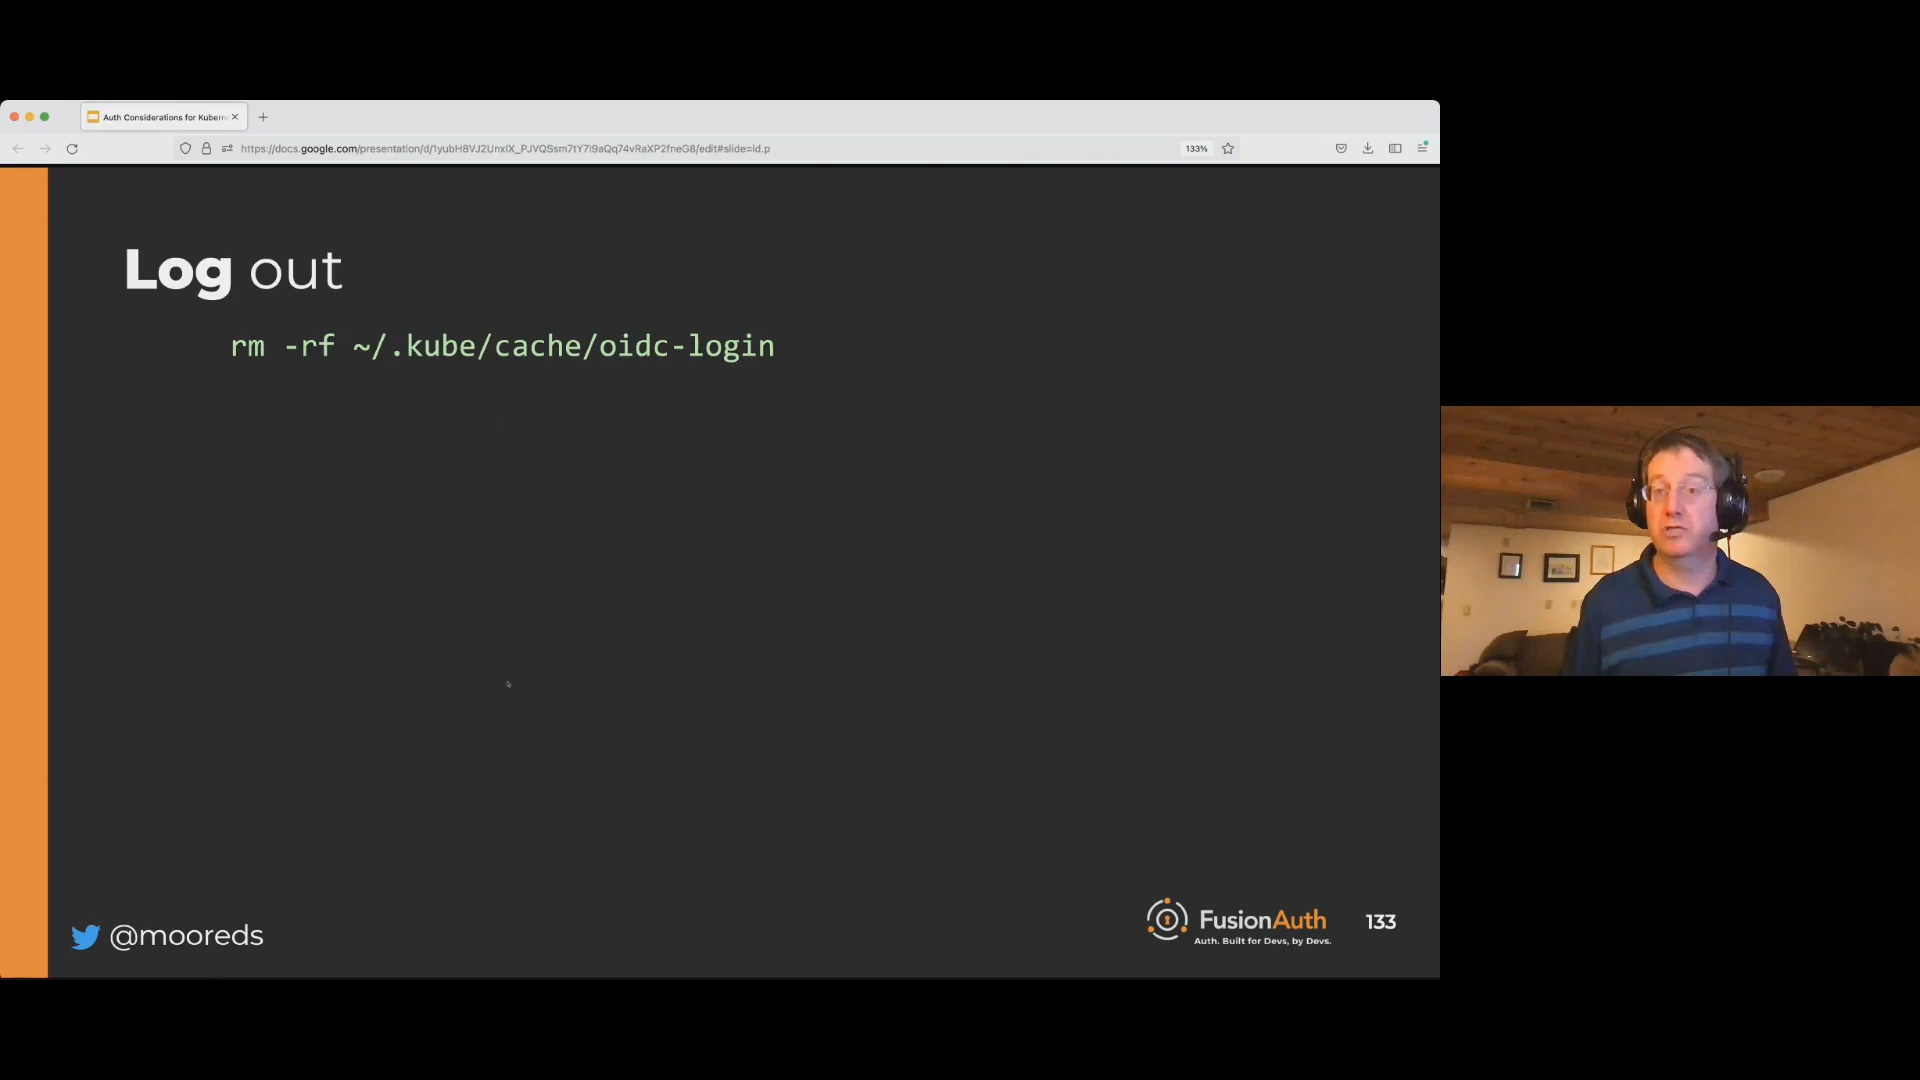 Auth Considerations for Kubern
https://docs.google.com/presentation/d/1yubH8VJ2UnxIX_PJVQSsm7tY7I9aQq74vRaXP2fneG8/edit#slide=id.p
133%
Log out
rm -rf ~/.kube/cache/oidc-login
@mooreds
FusionAuth
Auth. Built for Devs, by Devs.
133